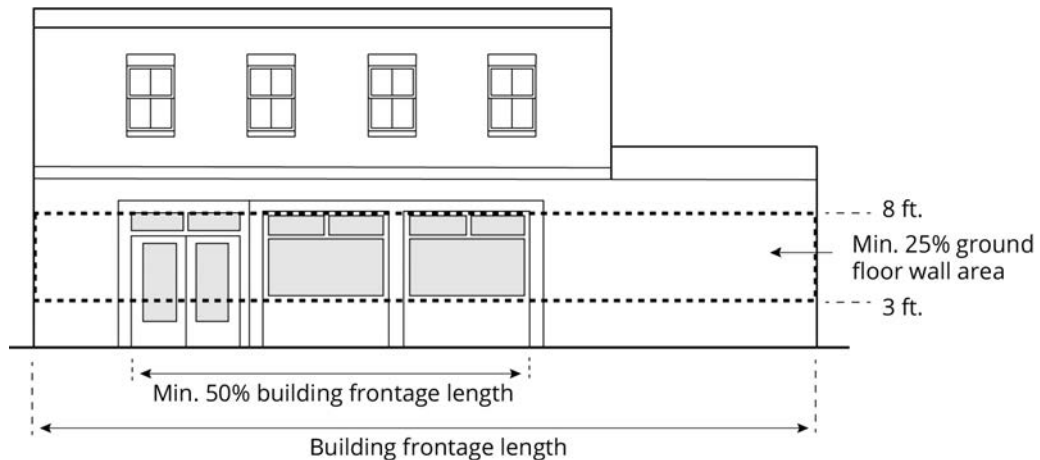 8 ft.
Min. 25% ground
floor wall area
3 ft.
Min. 50% building frontage length
Building frontage length